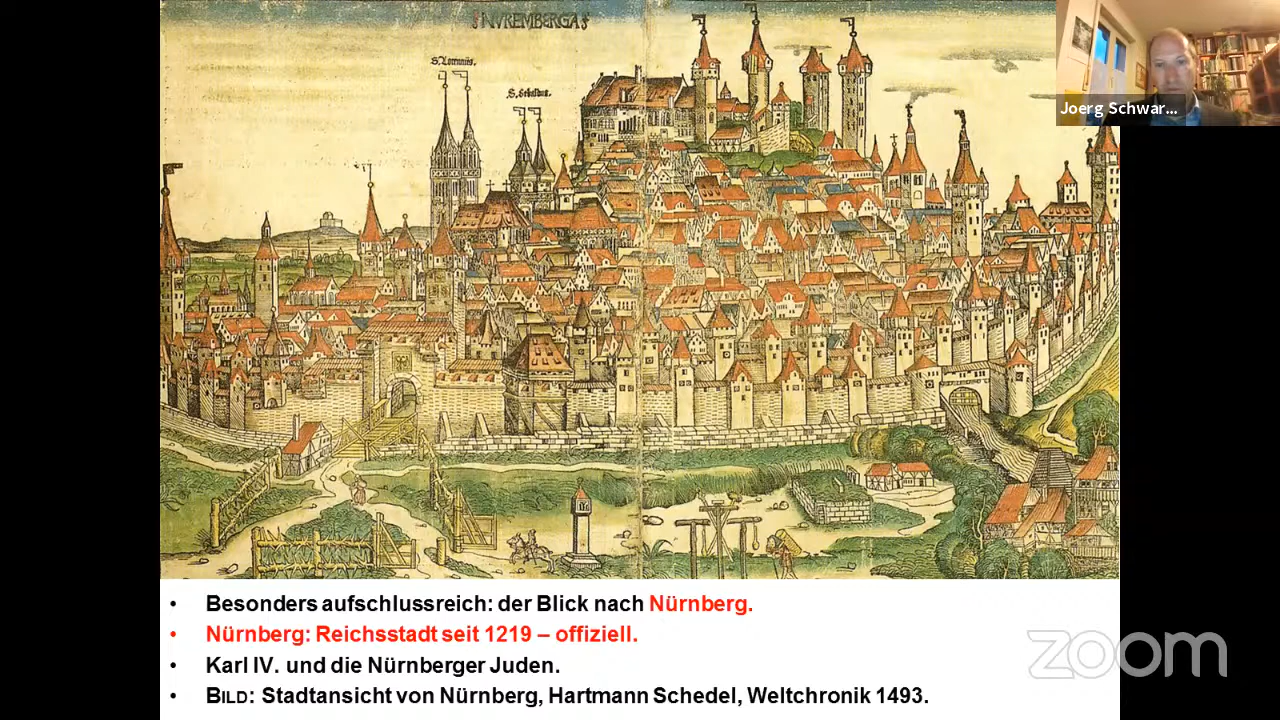 NVREMBERGA
S. Sebaldus.
Joerg Schwar...
• Besonders aufschlussreich: der Blick nach Nürnberg.
• Nürnberg: Reichsstadt seit 1219 – offiziell.
• Karl IV. und die Nürnberger Juden.
• BILD: Stadtansicht von Nürnberg, Hartmann Schedel, Weltchronik 1493.
zoom